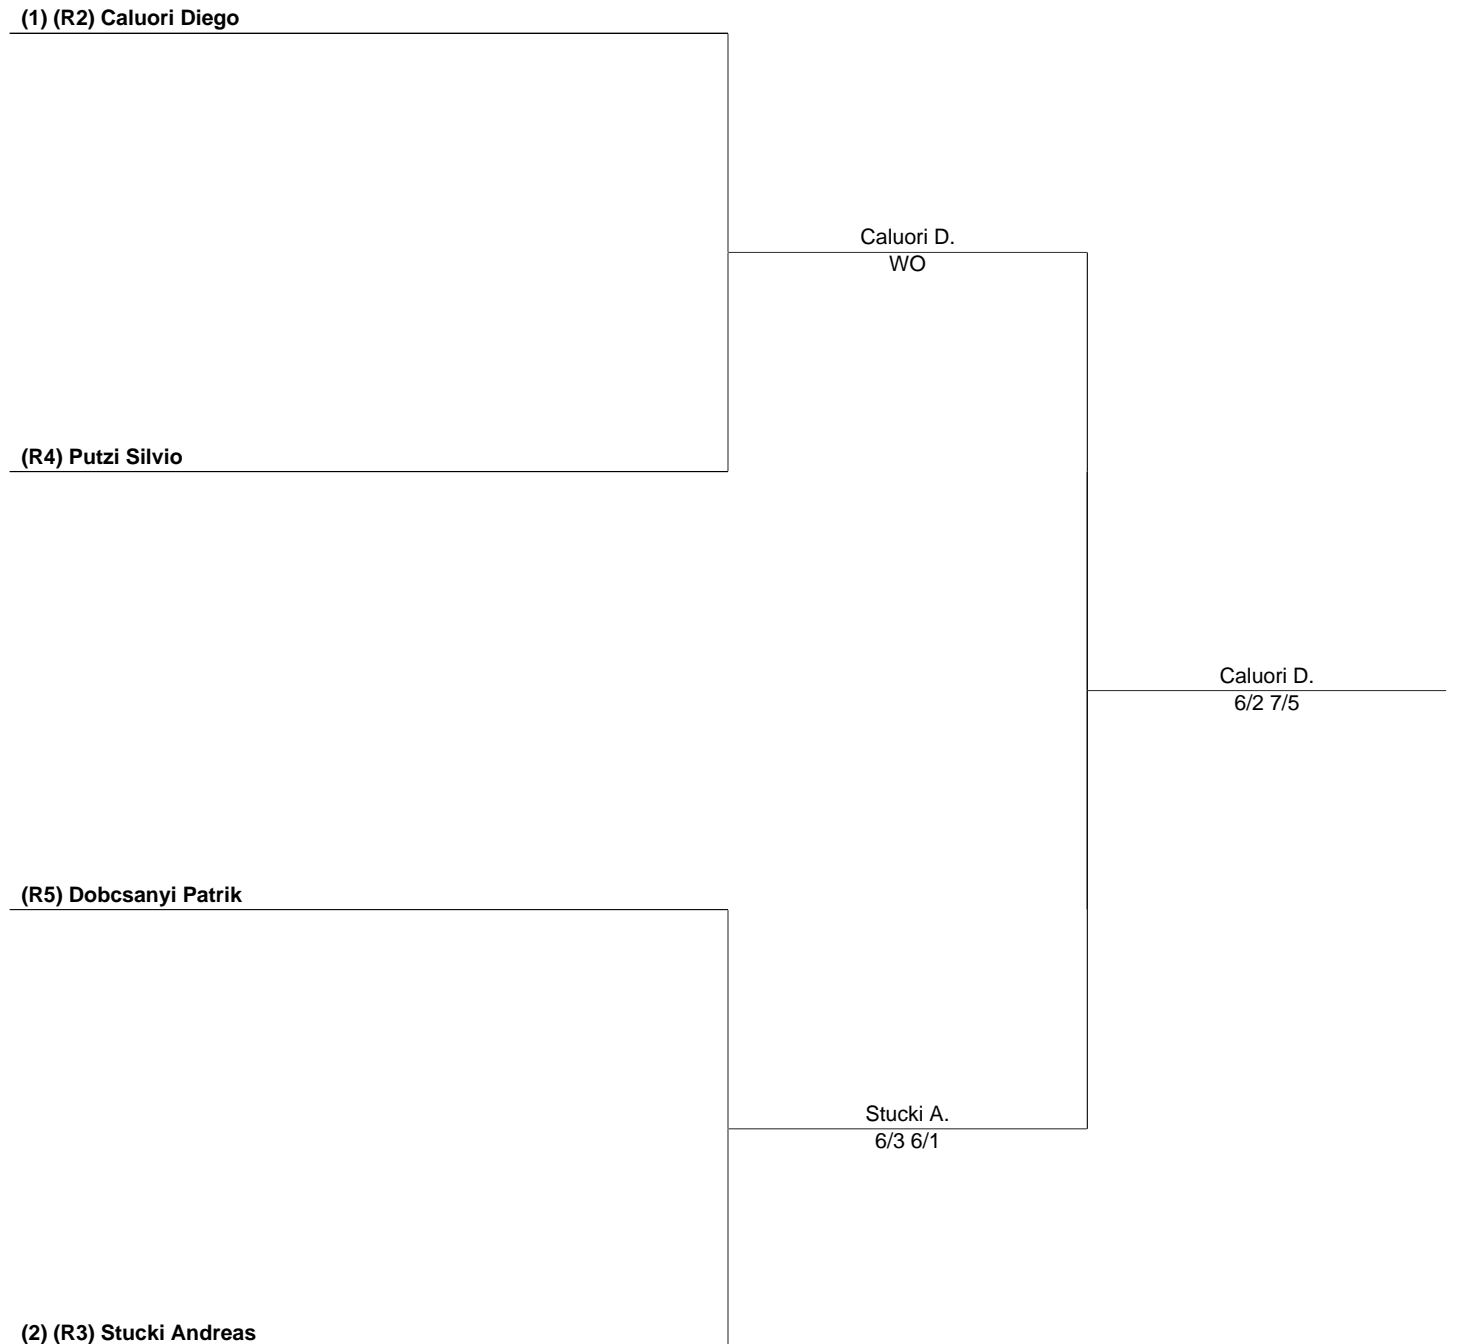 (1) (R2) Caluori Diego
Caluori D.
WO
(R4) Putzi Silvio
Caluori D.
6/2 7/5
(R5) Dobcsanyi Patrik
Stucki A.
6/3 6/1
(2) (R3) Stucki Andreas